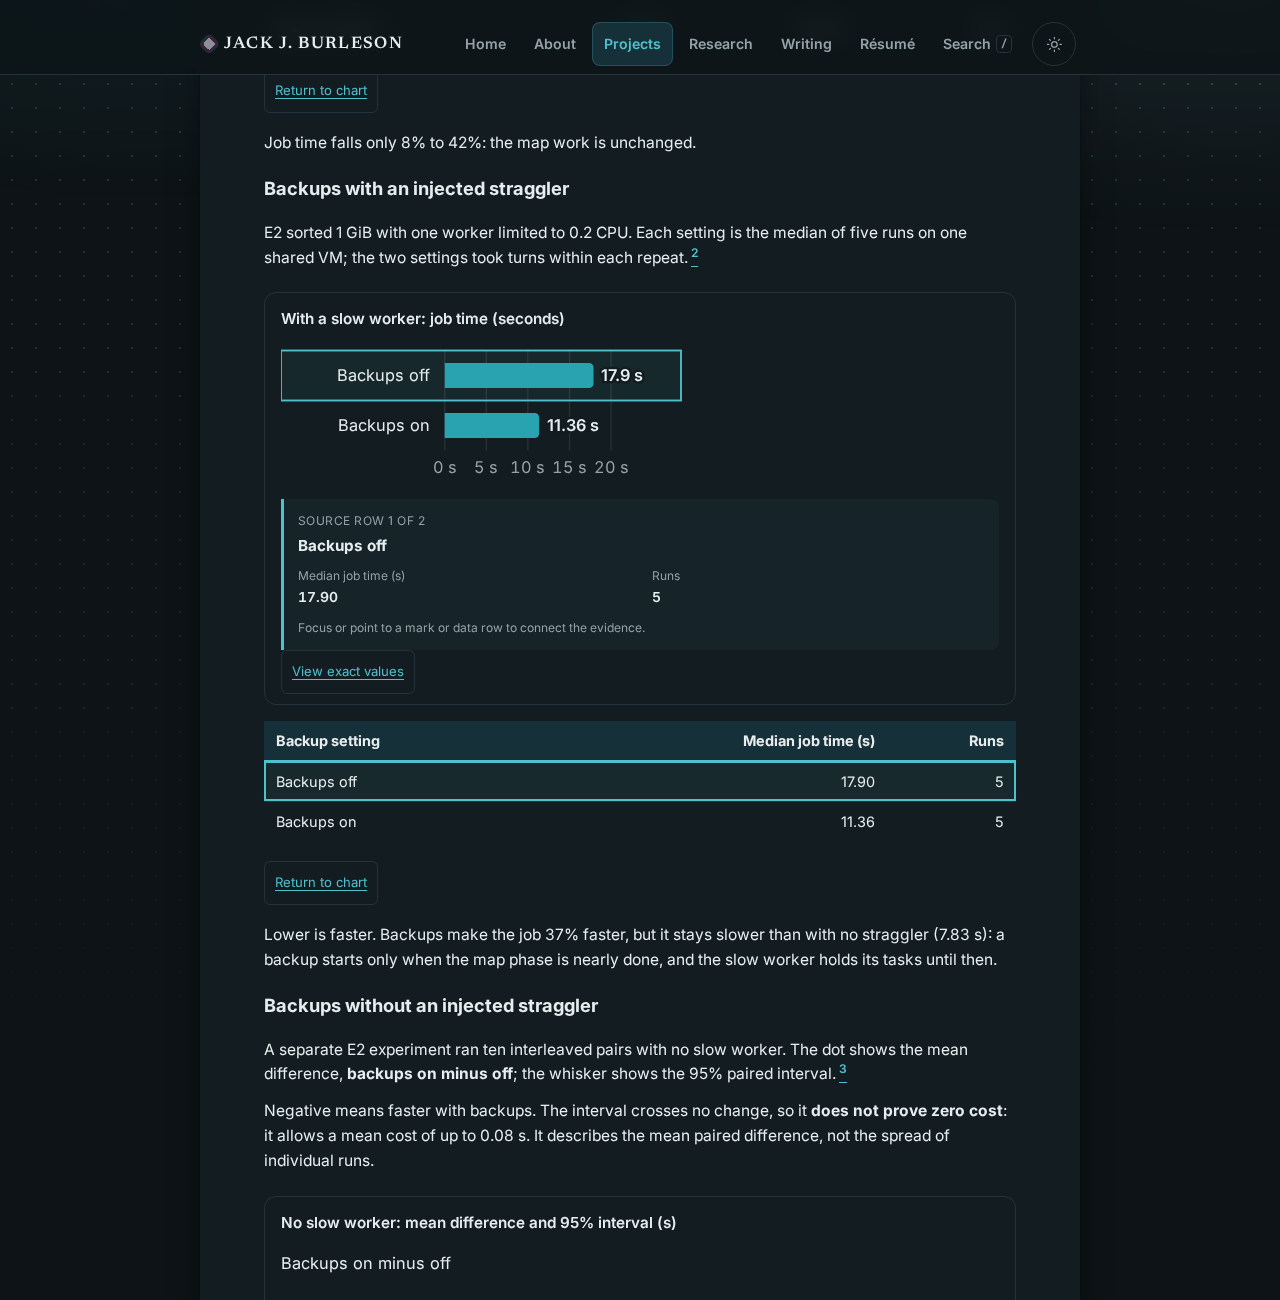 JACK J. BURLESON
Home About Projects Research Writing Résumé Search /
Return to chart
Job time falls only 8% to 42%: the map work is unchanged.
Backups with an injected straggler
E2 sorted 1 GiB with one worker limited to 0.2 CPU. Each setting is the median of five runs on one
shared VM; the two settings took turns within each repeat. 2
With a slow worker: job time (seconds)
Backups off 17.9 s
Backups on 11.36 s
0 s 5 s 10 s 15 s 20 s
SOURCE ROW 1 OF 2
Backups off
Median job time (s) Runs
17.90 5
Focus or point to a mark or data row to connect the evidence.
View exact values
Backup setting Median job time (s) Runs
Backups off 17.90 5
Backups on 11.36 5
Return to chart
Lower is faster. Backups make the job 37% faster, but it stays slower than with no straggler (7.83 s): a
backup starts only when the map phase is nearly done, and the slow worker holds its tasks until then.
Backups without an injected straggler
A separate E2 experiment ran ten interleaved pairs with no slow worker. The dot shows the mean
difference, backups on minus off; the whisker shows the 95% paired interval. 3
Negative means faster with backups. The interval crosses no change, so it does not prove zero cost:
it allows a mean cost of up to 0.08 s. It describes the mean paired difference, not the spread of
individual runs.
No slow worker: mean difference and 95% interval (s)
Backups on minus off